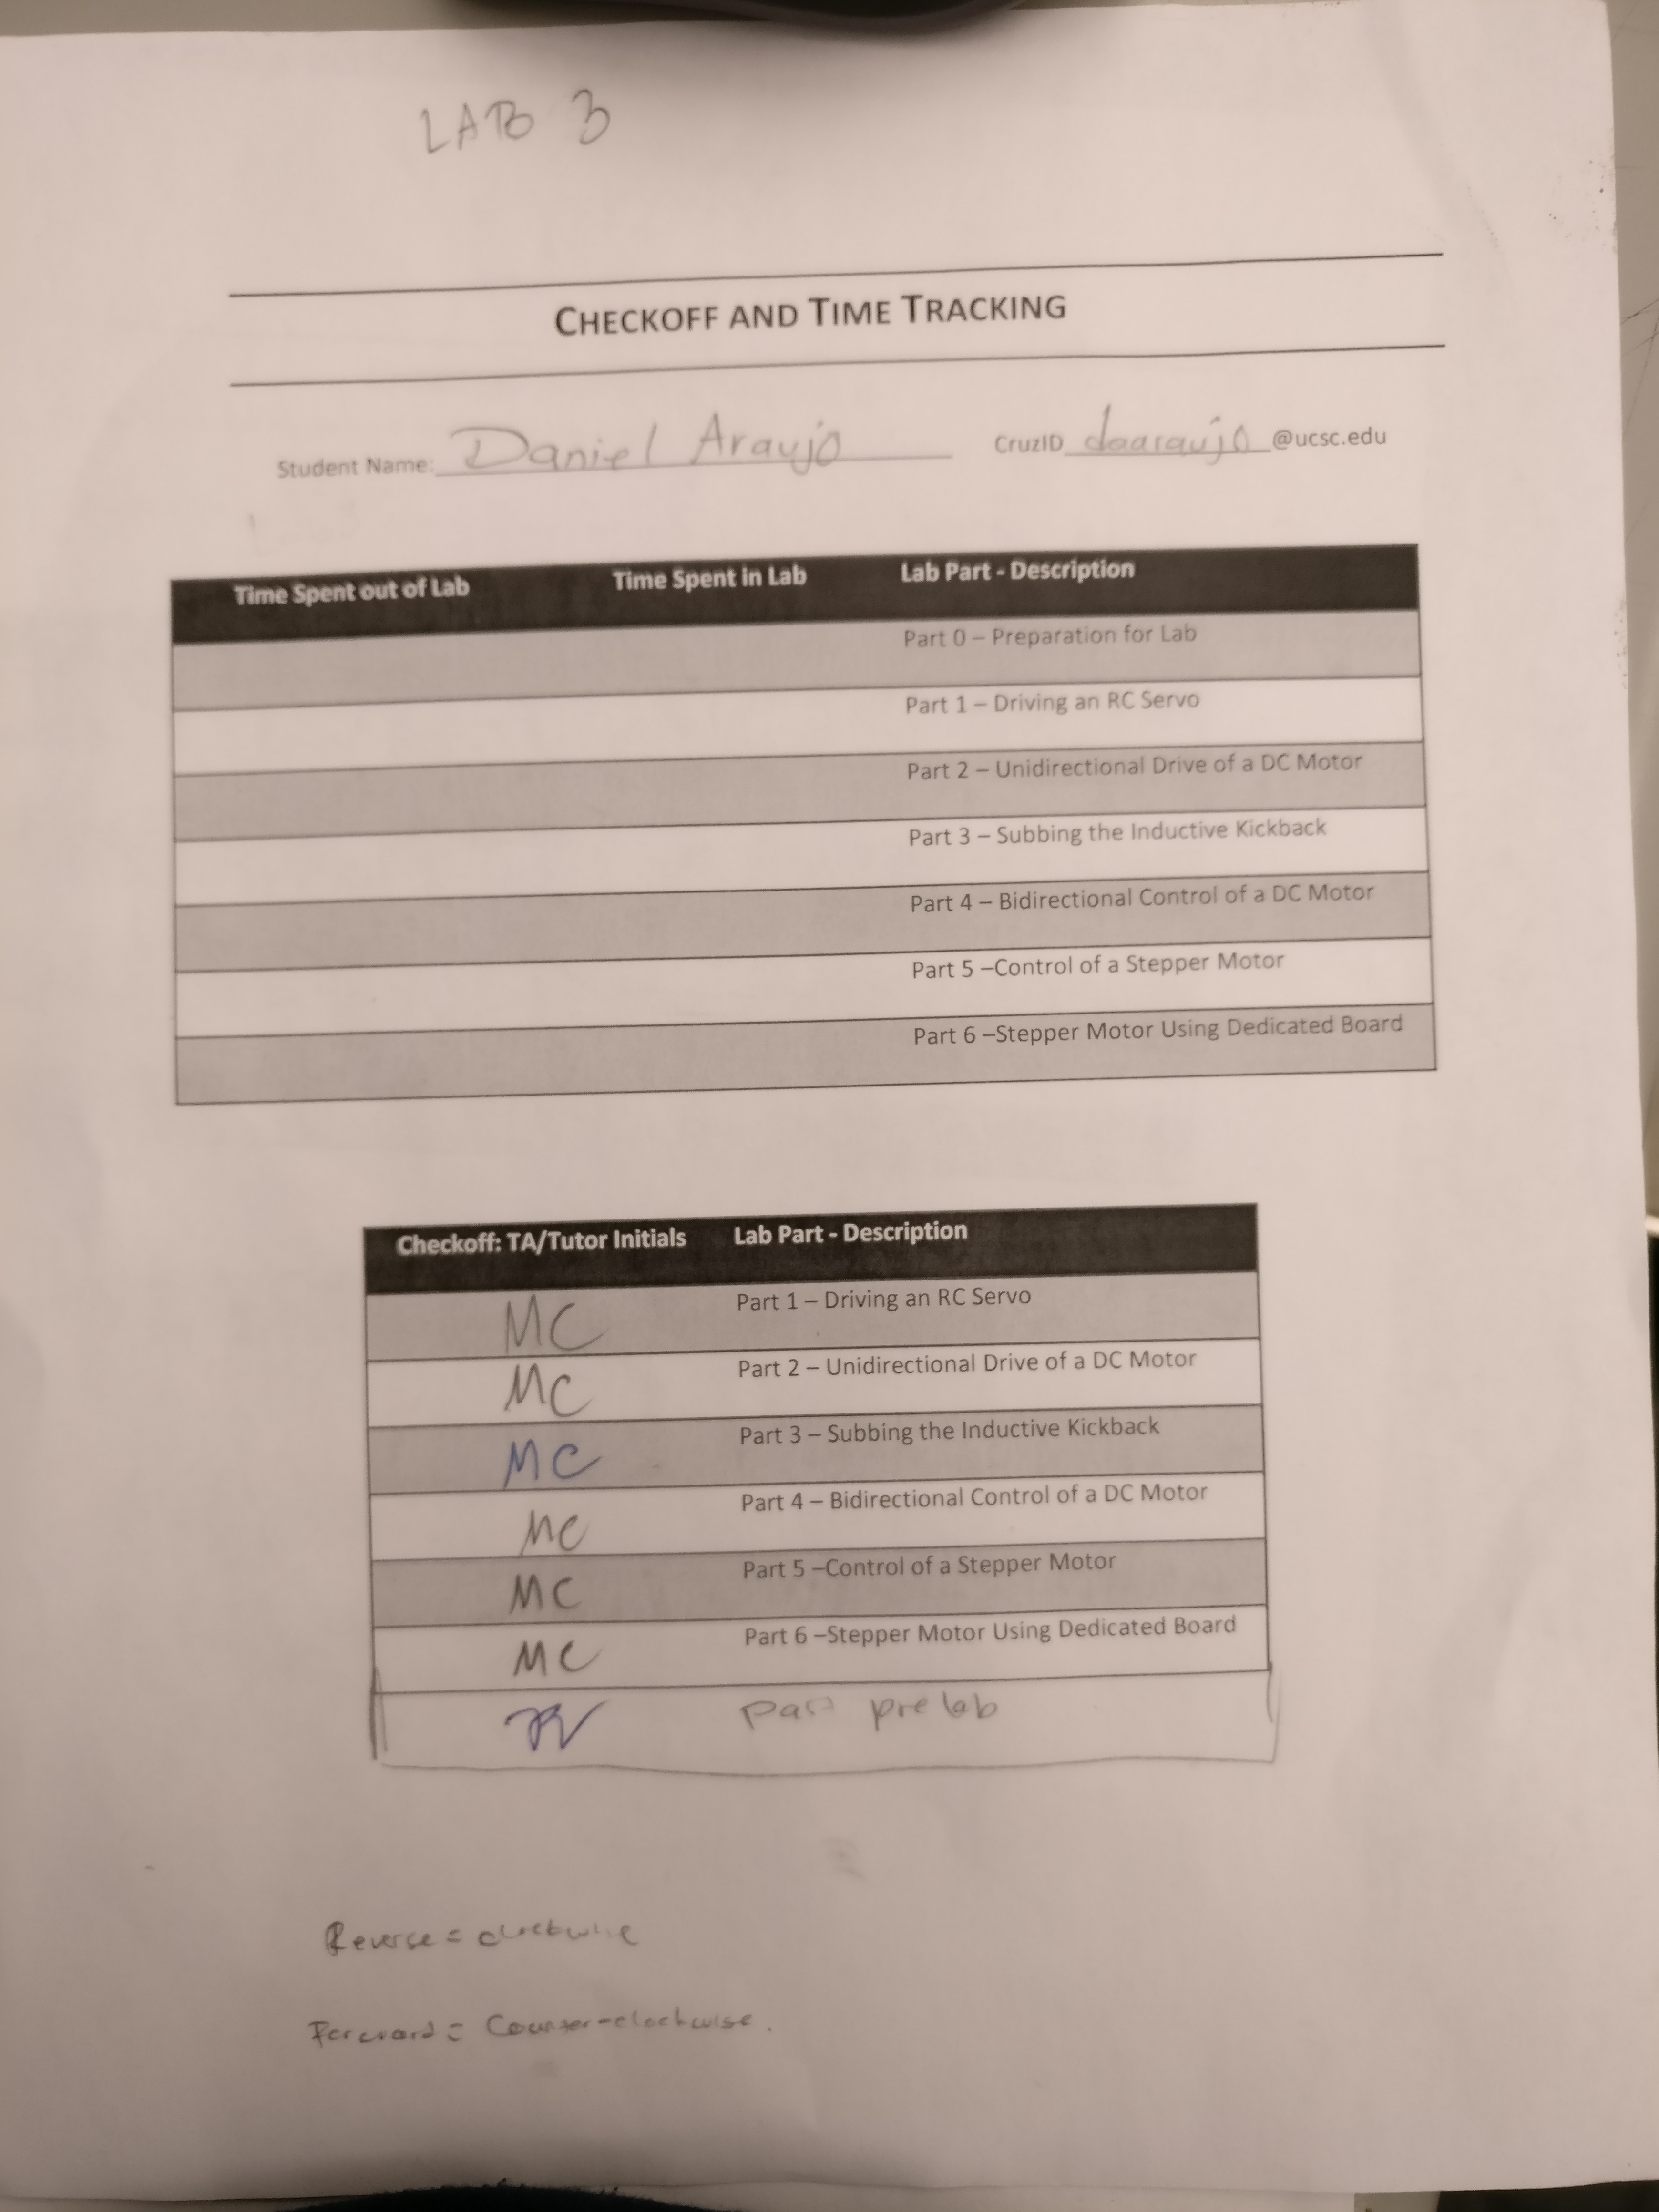 LAB 3
CHECKOFF AND TIME TRACKING
Student Name: Daniel Araujo CruzID daaraujo @ucsc.edu
Time Spent out of Lab Time Spent in Lab Lab Part - Description
Part 0 – Preparation for Lab
Part 1 – Driving an RC Servo
Part 2 – Unidirectional Drive of a DC Motor
Part 3 – Subbing the Inductive Kickback
Part 4 – Bidirectional Control of a DC Motor
Part 5 –Control of a Stepper Motor
Part 6 –Stepper Motor Using Dedicated Board
Checkoff: TA/Tutor Initials Lab Part - Description
MC Part 1 – Driving an RC Servo
MC Part 2 – Unidirectional Drive of a DC Motor
MC Part 3 – Subbing the Inductive Kickback
MC Part 4 – Bidirectional Control of a DC Motor
MC Part 5 –Control of a Stepper Motor
MC Part 6 –Stepper Motor Using Dedicated Board
prelab
Reverse = clockwise
Forward = Counter-clockwise.